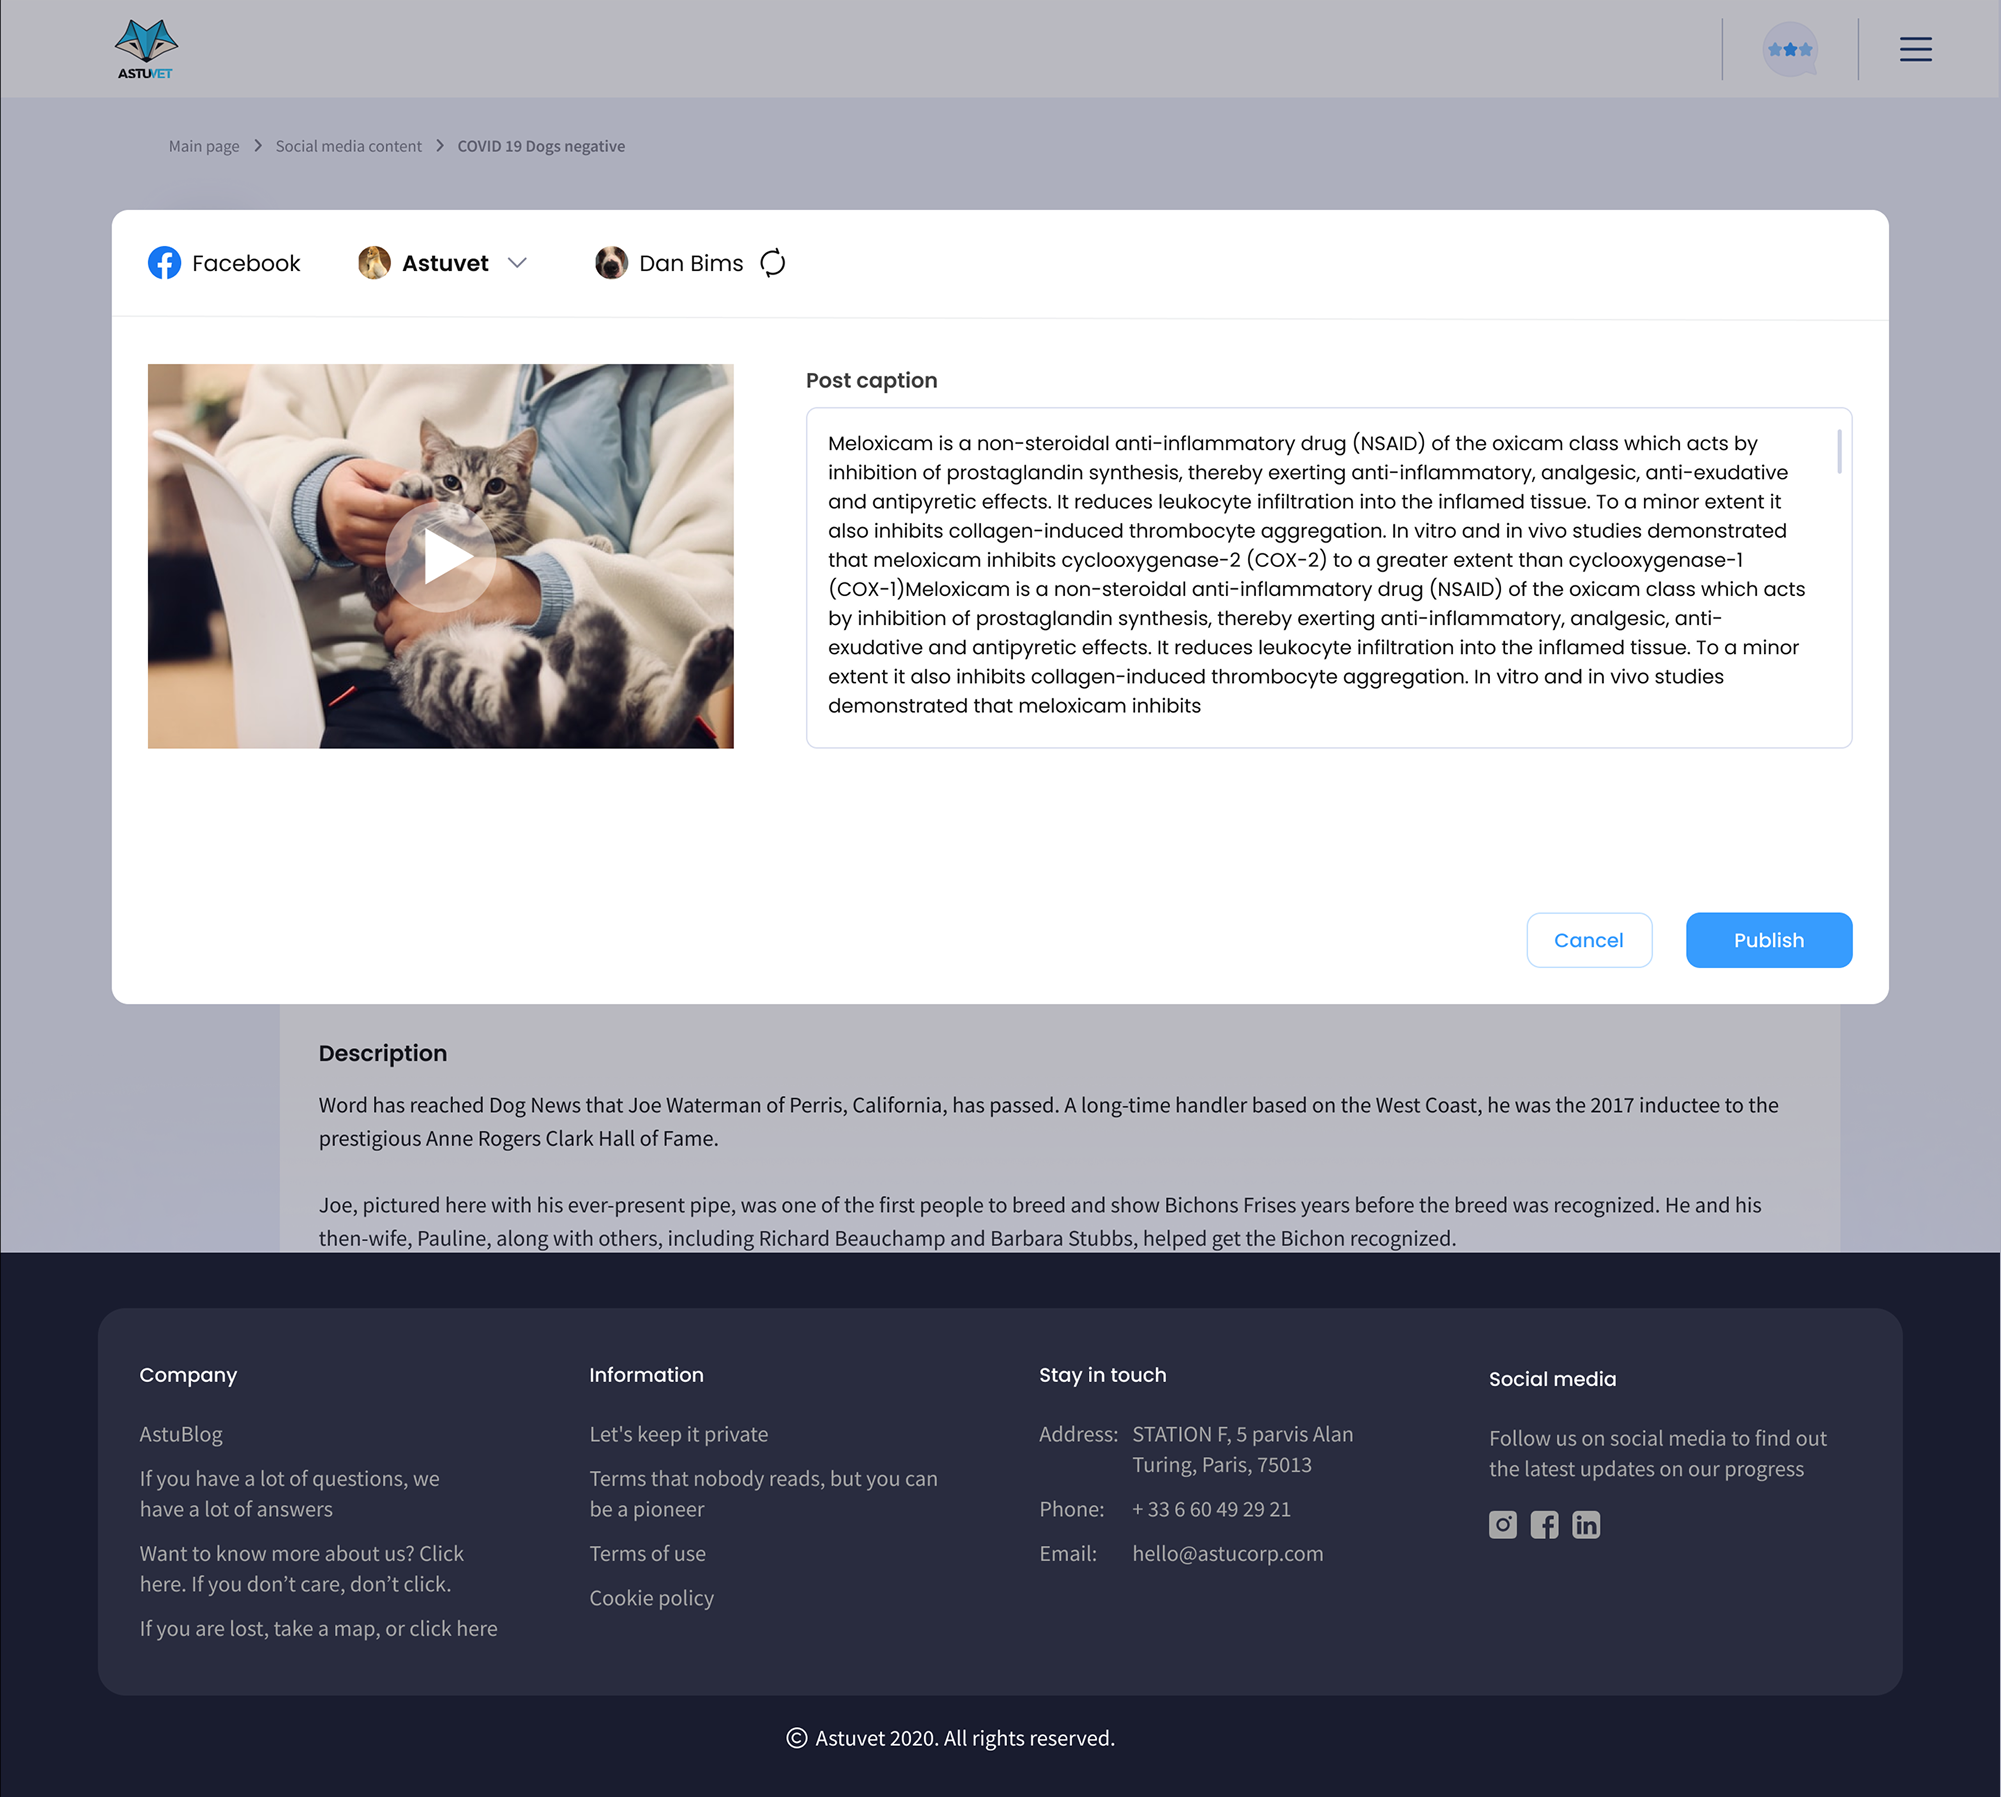 ASTUVET
Main page > Social media content > COVID 19 Dogs negative
Facebook
Astuvet
Dan Bims
Post caption
Meloxicam is a non-steroidal anti-inflammatory drug (NSAID) of the oxicam class which acts by
inhibition of prostaglandin synthesis, thereby exerting anti-inflammatory, analgesic, anti-exudative
and antipyretic effects. It reduces leukocyte infiltration into the inflamed tissue. To a minor extent it
also inhibits collagen-induced thrombocyte aggregation. In vitro and in vivo studies demonstrated
that meloxicam inhibits cyclooxygenase-2 (COX-2) to a greater extent than cyclooxygenase-1
(COX-1)Meloxicam is a non-steroidal anti-inflammatory drug (NSAID) of the oxicam class which acts
by inhibition of prostaglandin synthesis, thereby exerting anti-inflammatory, analgesic, anti-
exudative and antipyretic effects. It reduces leukocyte infiltration into the inflamed tissue. To a minor
extent it also inhibits collagen-induced thrombocyte aggregation. In vitro and in vivo studies
demonstrated that meloxicam inhibits
Cancel
Publish
Description
Word has reached Dog News that Joe Waterman of Perris, California, has passed. A long-time handler based on the West Coast, he was the 2017 inductee to the
prestigious Anne Rogers Clark Hall of Fame.
Joe, pictured here with his ever-present pipe, was one of the first people to breed and show Bichons Frises years before the breed was recognized. He and his
then-wife, Pauline, along with others, including Richard Beauchamp and Barbara Stubbs, helped get the Bichon recognized.
Company
AstuBlog
If you have a lot of questions, we
have a lot of answers
Want to know more about us? Click
here. If you don’t care, don’t click.
If you are lost, take a map, or click here
Information
Let's keep it private
Terms that nobody reads, but you can
be a pioneer
Terms of use
Cookie policy
Stay in touch
Address: STATION F, 5 parvis Alan
Turing, Paris, 75013
Phone: + 33 6 60 49 29 21
Email: hello@astucorp.com
Social media
Follow us on social media to find out
the latest updates on our progress
© Astuvet 2020. All rights reserved.